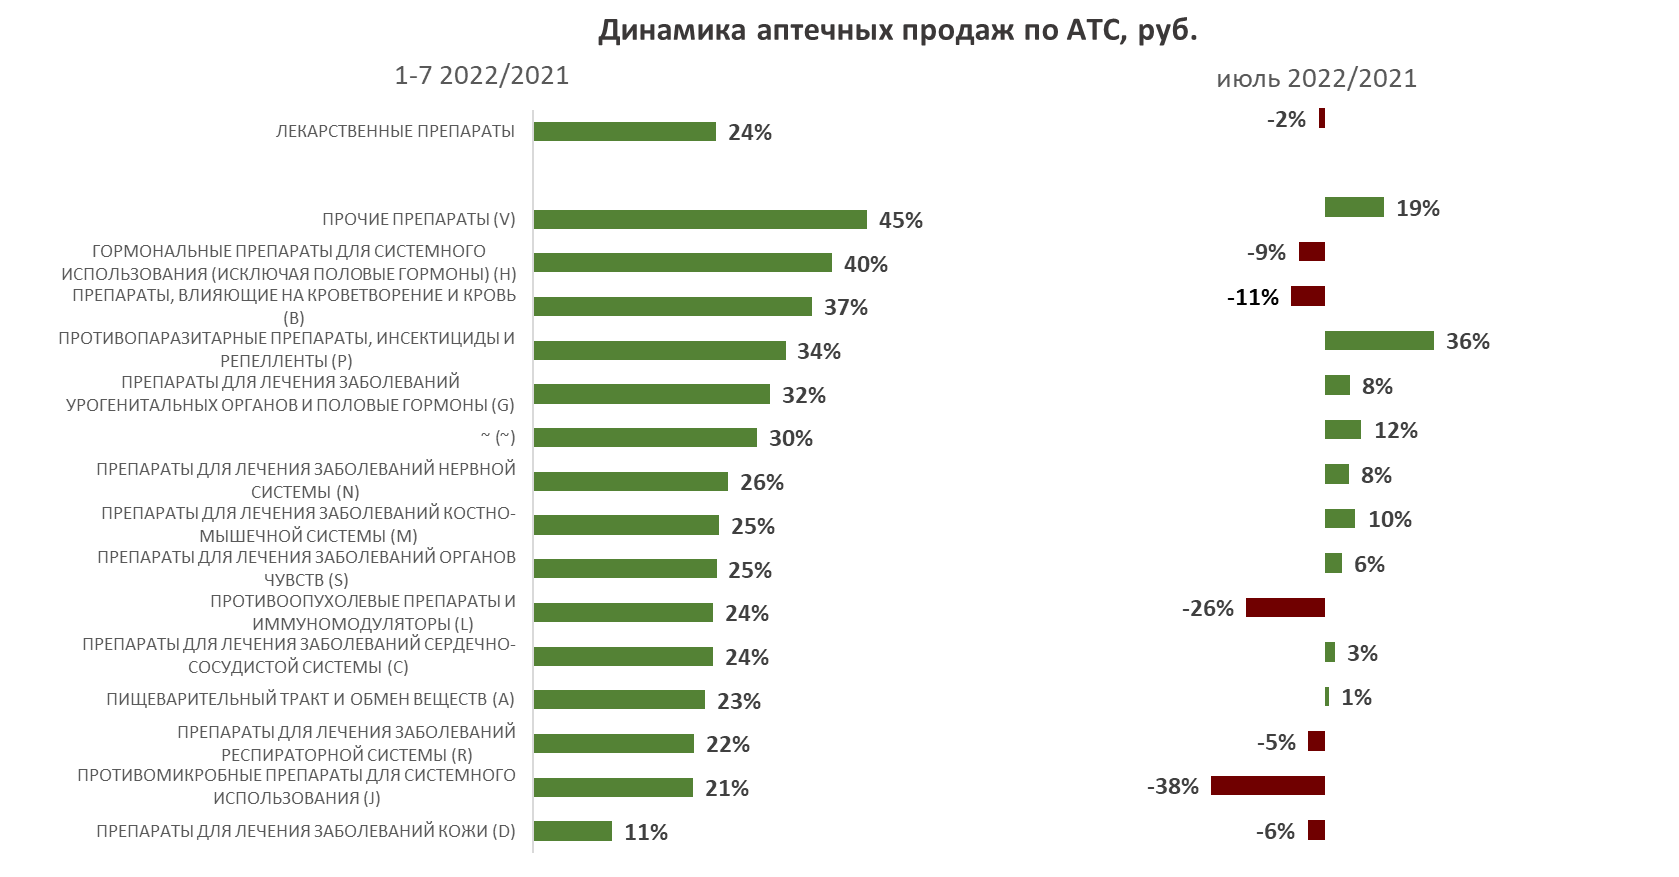 Динамика аптечных продаж по АТС, руб.
1-7 2022/2021
июль 2022/2021
ЛЕКАРСТВЕННЫЕ ПРЕПАРАТЫ
24%
-2%
ПРОЧИЕ ПРЕПАРАТЫ (V)
45%
19%
ГОРМОНАЛЬНЫЕ ПРЕПАРАТЫ ДЛЯ СИСТЕМНОГО
ИСПОЛЬЗОВАНИЯ (ИСКЛЮЧАЯ ПОЛОВЫЕ ГОРМОНЫ) (H)
40%
-9%
ПРЕПАРАТЫ, ВЛИЯЮЩИЕ НА КРОВЕТВОРЕНИЕ И КРОВЬ
(B)
37%
-11%
ПРОТИВОПАРАЗИТАРНЫЕ ПРЕПАРАТЫ, ИНСЕКТИЦИДЫ И
РЕПЕЛЛЕНТЫ (P)
34%
36%
ПРЕПАРАТЫ ДЛЯ ЛЕЧЕНИЯ ЗАБОЛЕВАНИЙ
УРОГЕНИТАЛЬНЫХ ОРГАНОВ И ПОЛОВЫЕ ГОРМОНЫ (G)
32%
8%
~ (~)
30%
12%
ПРЕПАРАТЫ ДЛЯ ЛЕЧЕНИЯ ЗАБОЛЕВАНИЙ НЕРВНОЙ
СИСТЕМЫ (N)
26%
8%
ПРЕПАРАТЫ ДЛЯ ЛЕЧЕНИЯ ЗАБОЛЕВАНИЙ КОСТНО-
МЫШЕЧНОЙ СИСТЕМЫ (M)
25%
10%
ПРЕПАРАТЫ ДЛЯ ЛЕЧЕНИЯ ЗАБОЛЕВАНИЙ ОРГАНОВ
ЧУВСТВ (S)
25%
6%
ПРОТИВООПУХОЛЕВЫЕ ПРЕПАРАТЫ И
ИММУНОМОДУЛЯТОРЫ (L)
24%
-26%
ПРЕПАРАТЫ ДЛЯ ЛЕЧЕНИЯ ЗАБОЛЕВАНИЙ СЕРДЕЧНО-
СОСУДИСТОЙ СИСТЕМЫ (C)
24%
3%
ПИЩЕВАРИТЕЛЬНЫЙ ТРАКТ И ОБМЕН ВЕЩЕСТВ (A)
23%
1%
ПРЕПАРАТЫ ДЛЯ ЛЕЧЕНИЯ ЗАБОЛЕВАНИЙ
РЕСПИРАТОРНОЙ СИСТЕМЫ (R)
22%
-5%
ПРОТИВОМИКРОБНЫЕ ПРЕПАРАТЫ ДЛЯ СИСТЕМНОГО
ИСПОЛЬЗОВАНИЯ (J)
21%
-38%
ПРЕПАРАТЫ ДЛЯ ЛЕЧЕНИЯ ЗАБОЛЕВАНИЙ КОЖИ (D)
11%
-6%